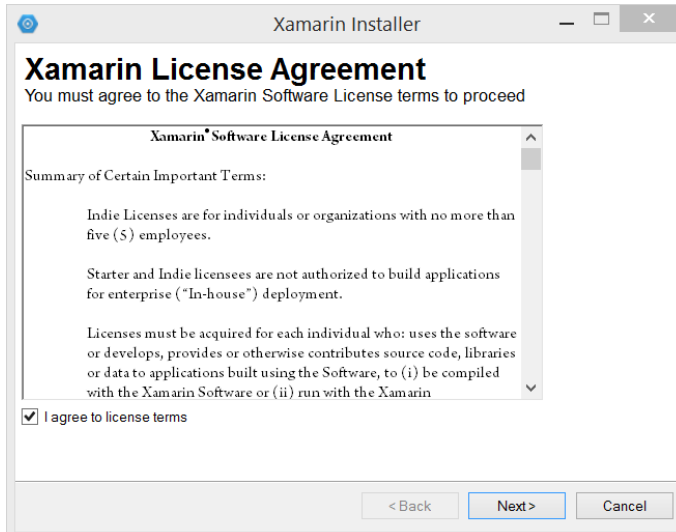 Xamarin Installer
Xamarin License Agreement
You must agree to the Xamarin Software License terms to proceed
Xamarin® Software License Agreement
Summary of Certain Important Terms:
Indie Licenses are for individuals or organizations with no more than
five (5) employees.
Starter and Indie licensees are not authorized to build applications
for enterprise (“In-house”) deployment.
Licenses must be acquired for each individual who: uses the software
or develops, provides or otherwise contributes source code, libraries
or data to applications built using the Software, to (i) be compiled
with the Xamarin Software or (ii) run with the Xamarin
I agree to license terms
< Back
Next >
Cancel